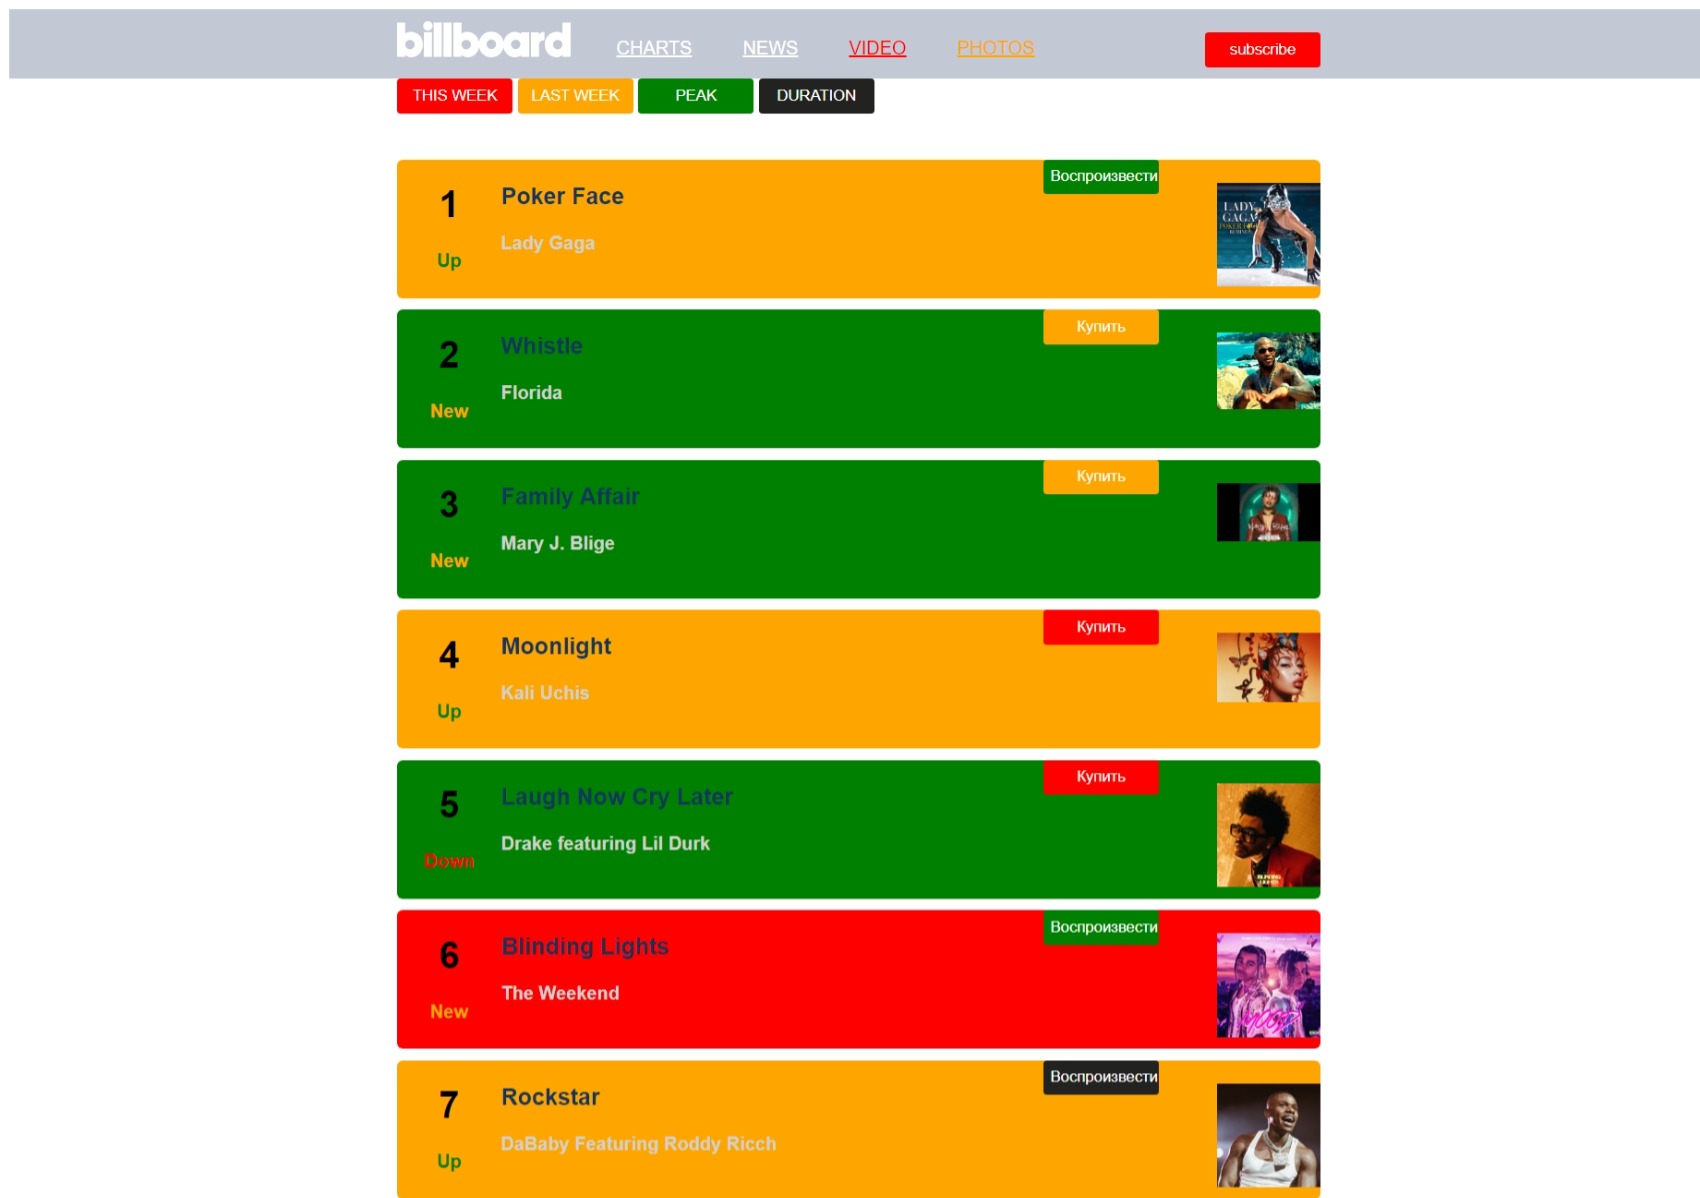 billboard CHARTS NEWS VIDEO PHOTOS subscribe
THIS WEEK LAST WEEK PEAK DURATION
1
Up
Poker Face
Lady Gaga
Воспроизвести
LADY
GAGA
2
New
Whistle
Florida
Купить
3
New
Family Affair
Mary J. Blige
Купить
4
Up
Moonlight
Kali Uchis
Купить
5
Down
Laugh Now Cry Later
Drake featuring Lil Durk
Купить
6
New
Blinding Lights
The Weekend
Воспроизвести
7
Up
Rockstar
DaBaby Featuring Roddy Ricch
Воспроизвести